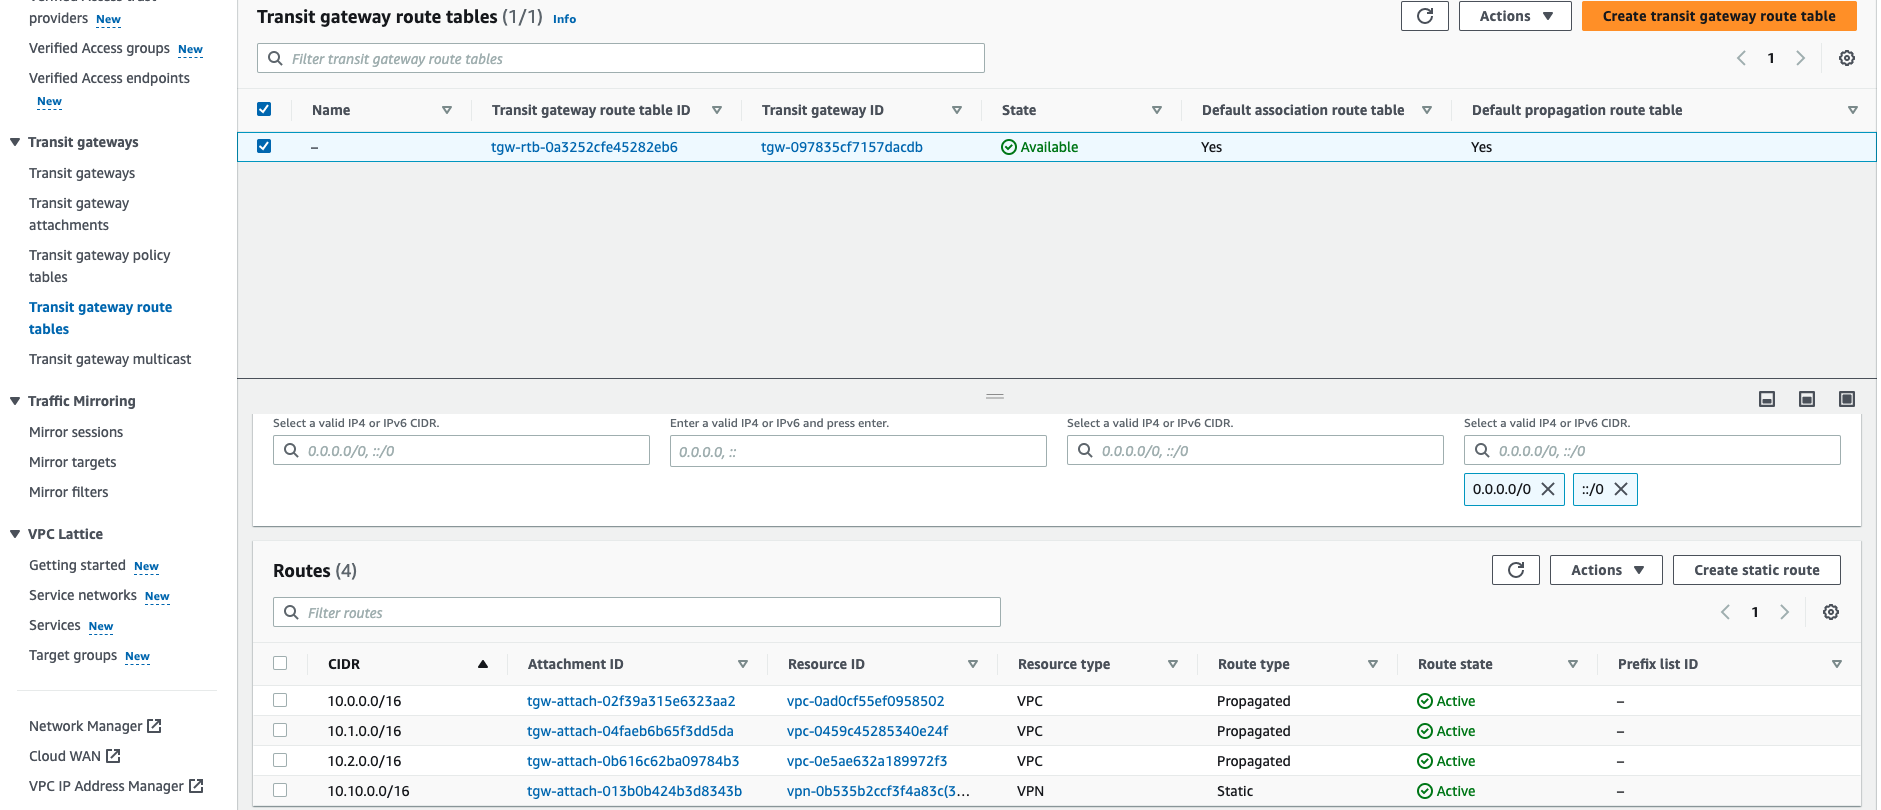 Verified Access trust
providers New
Verified Access groups New
Verified Access endpoints
New
Transit gateways
Transit gateways
Transit gateway
attachments
Transit gateway policy
tables
Transit gateway route
tables
Transit gateway multicast
Traffic Mirroring
Mirror sessions
Mirror targets
Mirror filters
VPC Lattice
Getting started New
Service networks New
Services New
Target groups New
Network Manager
Cloud WAN
VPC IP Address Manager
Transit gateway route tables (1/1) Info
Actions
Create transit gateway route table
Filter transit gateway route tables
1
Name Transit gateway route table ID Transit gateway ID State Default association route table Default propagation route table
– tgw-rtb-0a3252cfe45282eb6 tgw-097835cf7157dacdb Available Yes Yes
Select a valid IP4 or IPv6 CIDR. Enter a valid IP4 or IPv6 and press enter. Select a valid IP4 or IPv6 CIDR. Select a valid IP4 or IPv6 CIDR.
0.0.0.0/0, ::/0 0.0.0.0, :: 0.0.0.0/0, ::/0 0.0.0.0/0, ::/0
0.0.0.0/0 ::/0
Routes (4)
Actions
Create static route
Filter routes
1
CIDR Attachment ID Resource ID Resource type Route type Route state Prefix list ID
10.0.0.0/16 tgw-attach-02f39a315e6323aa2 vpc-0ad0cf55ef0958502 VPC Propagated Active –
10.1.0.0/16 tgw-attach-04faeb6b65f3dd5da vpc-0459c45285340e24f VPC Propagated Active –
10.2.0.0/16 tgw-attach-0b616c62ba09784b3 vpc-0e5ae632a189972f3 VPC Propagated Active –
10.10.0.0/16 tgw-attach-013b0b424b3d8343b vpn-0b535b2ccf3f4a83c(3... VPN Static Active –